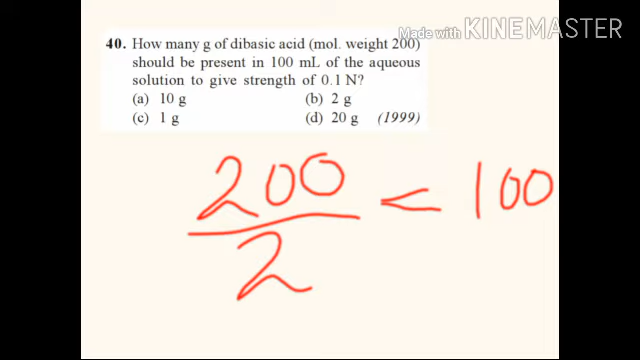 Made with KINEMASTER
40. How many g of dibasic acid (mol. weight 200)
should be present in 100 mL of the aqueous
solution to give strength of 0.1 N?
(a) 10 g (b) 2 g
(c) 1 g (d) 20 g (1999)
200
2
= 100